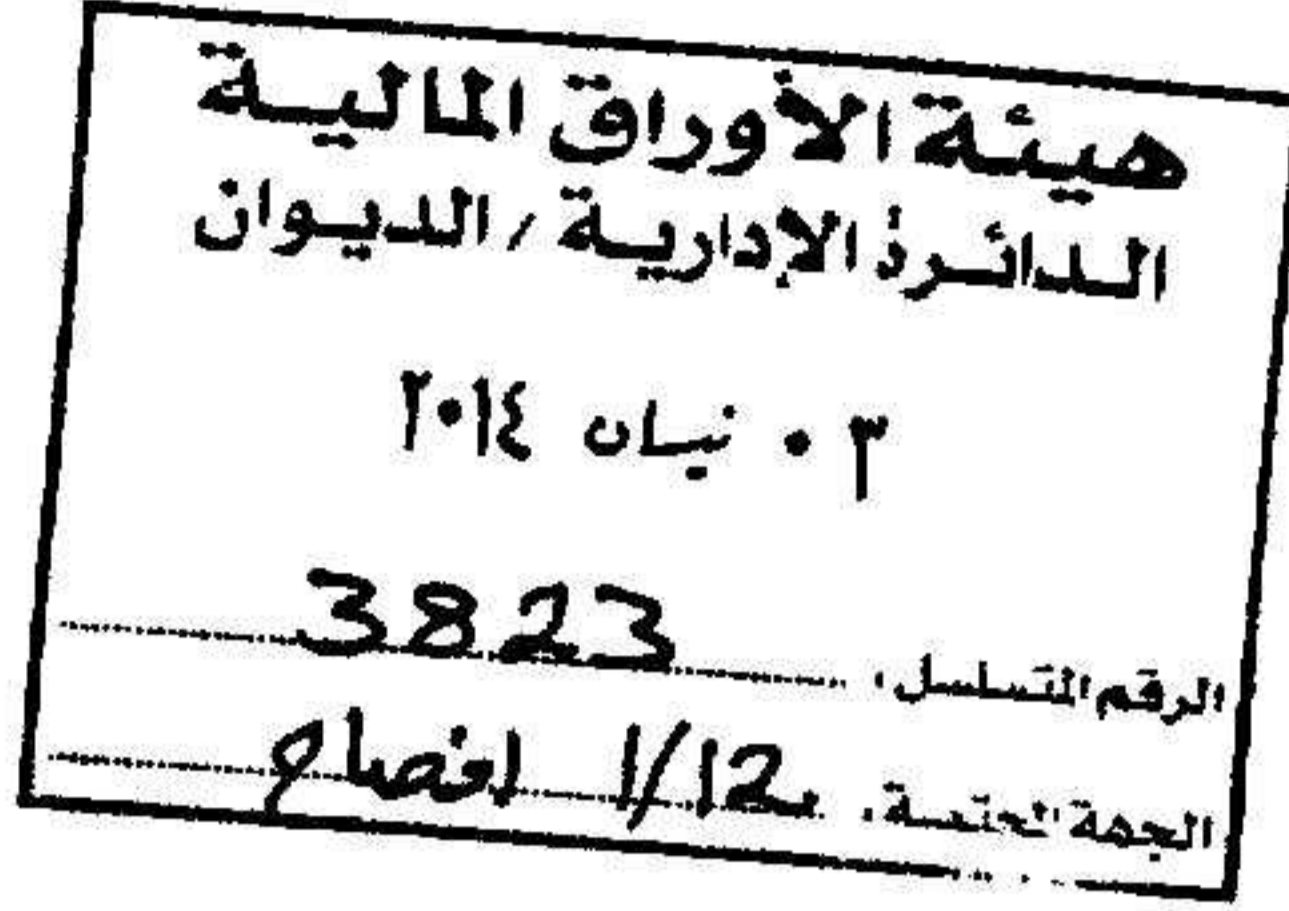 هيئة الأوراق المالية
الدائرة الإدارية / الديوان
٠٣ نيسان ٢٠١٤
الرقم المتسلسل: 3823
الجهة المختصة: 1/12 افصاح